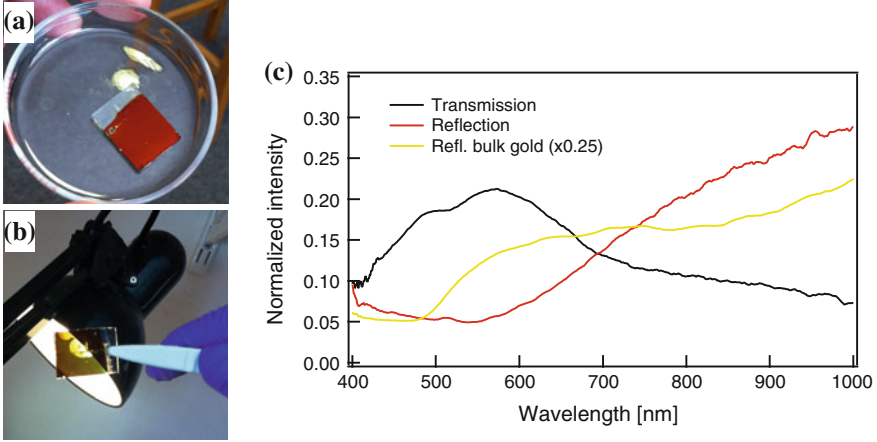 (a)
(b)
(c)
0.35
0.30
0.25
0.20
0.15
0.10
0.05
0.00
Normalized intensity
Transmission
Reflection
Refl. bulk gold (x0.25)
400 500 600 700 800 900 1000
Wavelength [nm]